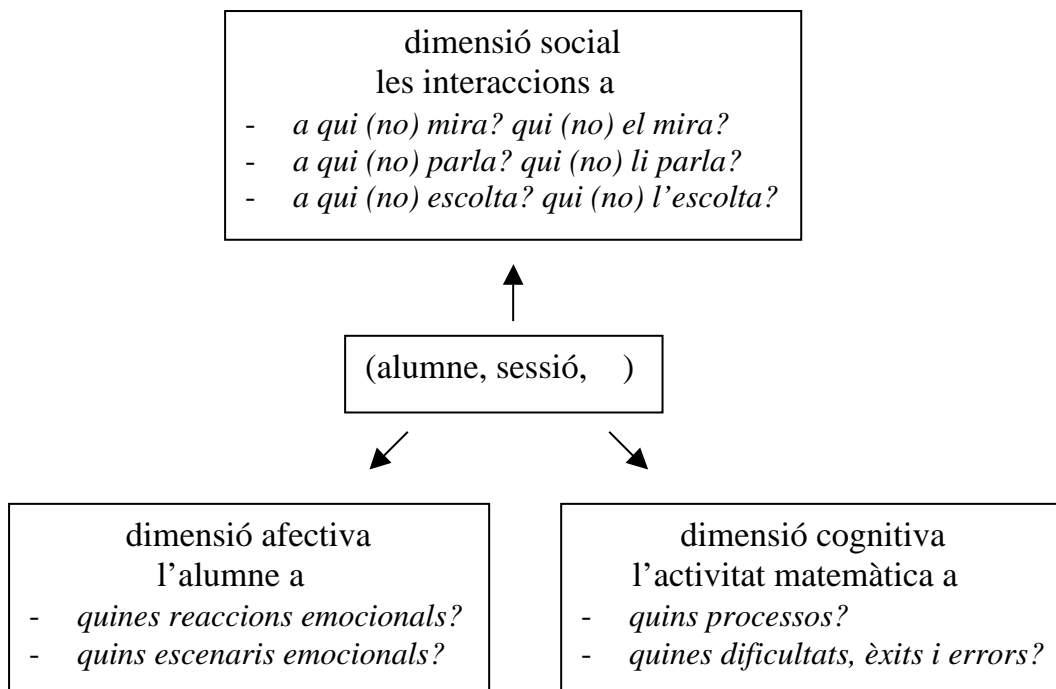 dimensió social
les interaccions a
- a qui (no) mira? qui (no) el mira?
- a qui (no) parla? qui (no) li parla?
- a qui (no) escolta? qui (no) l’escolta?
(alumne, sessió, )
dimensió afectiva
l’alumne a
- quines reaccions emocionals?
- quins escenaris emocionals?
dimensió cognitiva
l’activitat matemàtica a
- quins processos?
- quines dificultats, èxits i errors?